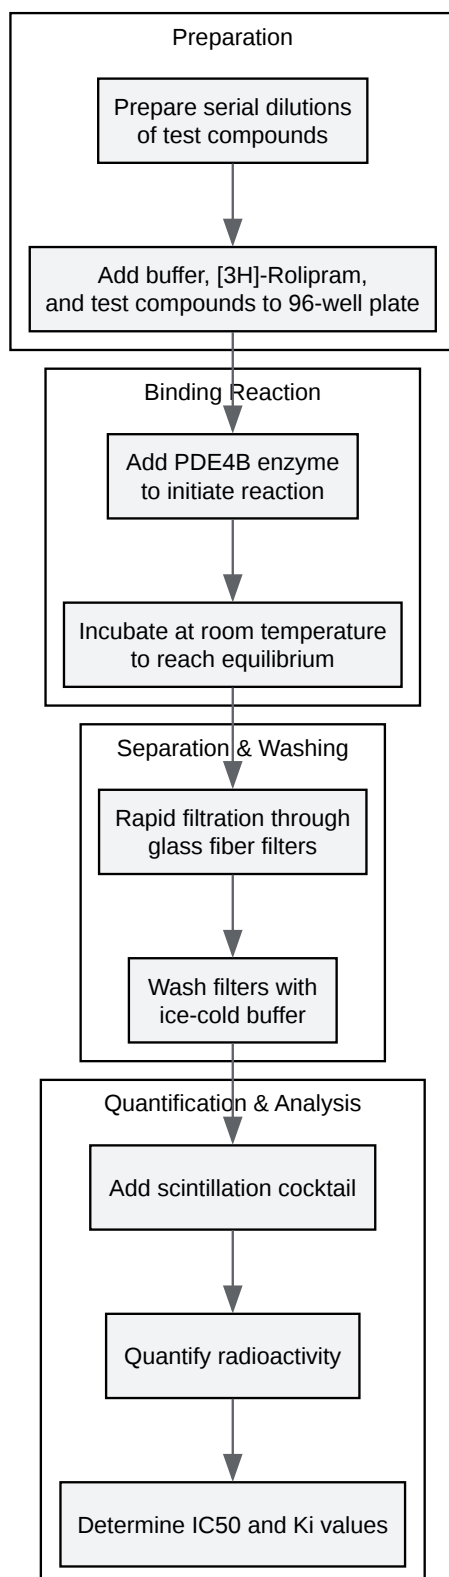 Preparation
Prepare serial dilutions
of test compounds
Add buffer, [3H]-Rolipram,
and test compounds to 96-well plate
Binding Reaction
Add PDE4B enzyme
to initiate reaction
Incubate at room temperature
to reach equilibrium
Separation & Washing
Rapid filtration through
glass fiber filters
Wash filters with
ice-cold buffer
Quantification & Analysis
Add scintillation cocktail
Quantify radioactivity
Determine IC50 and Ki values